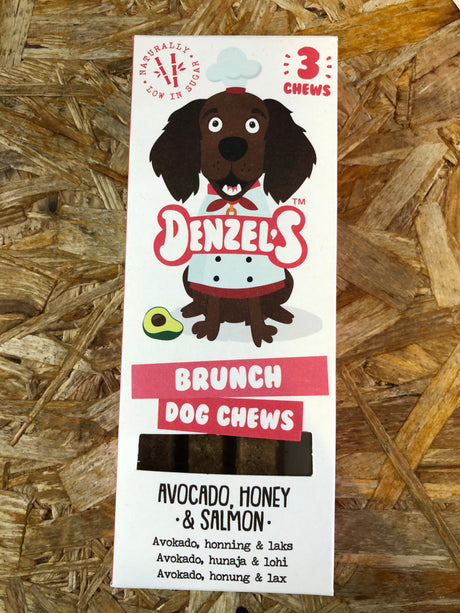 NATURALLY
LOW IN SUGAR
3
CHEWS
DENZEL'S™
BRUNCH
DOG CHEWS
AVOCADO, HONEY
& SALMON
Avokado, honning & laks
Avokado, hunaja & lohi
Avokado, honung & lax